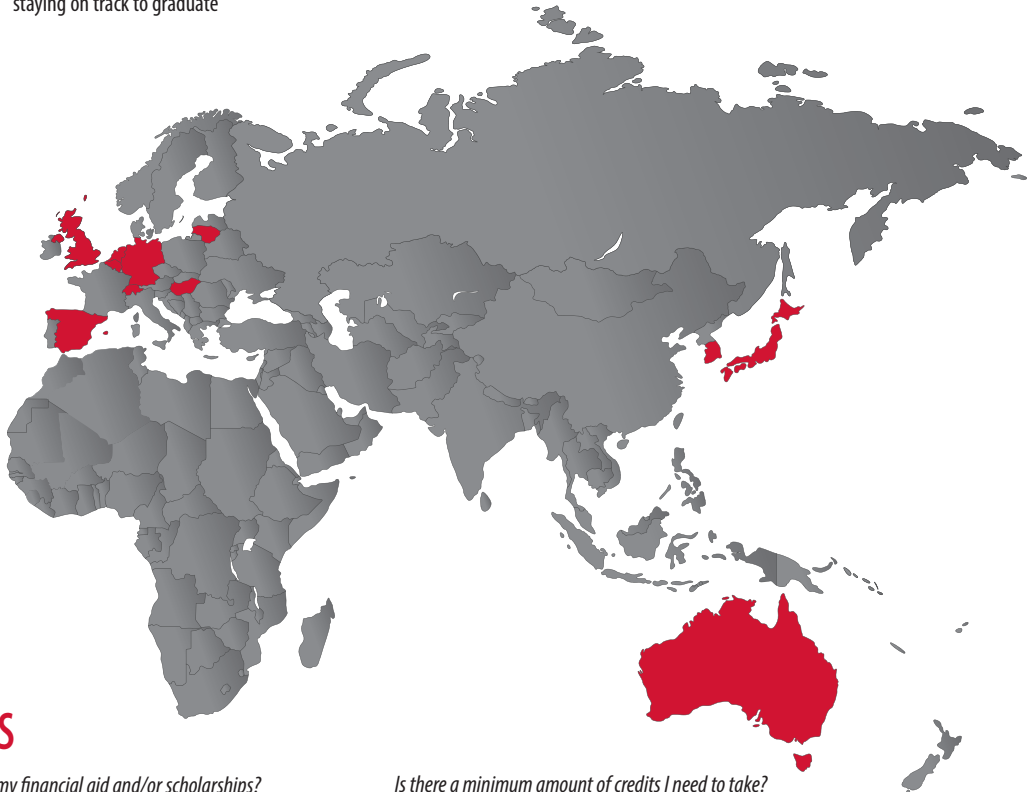 staying on track to graduate
S
my financial aid and/or scholarships?
Is there a minimum amount of credits I need to take?